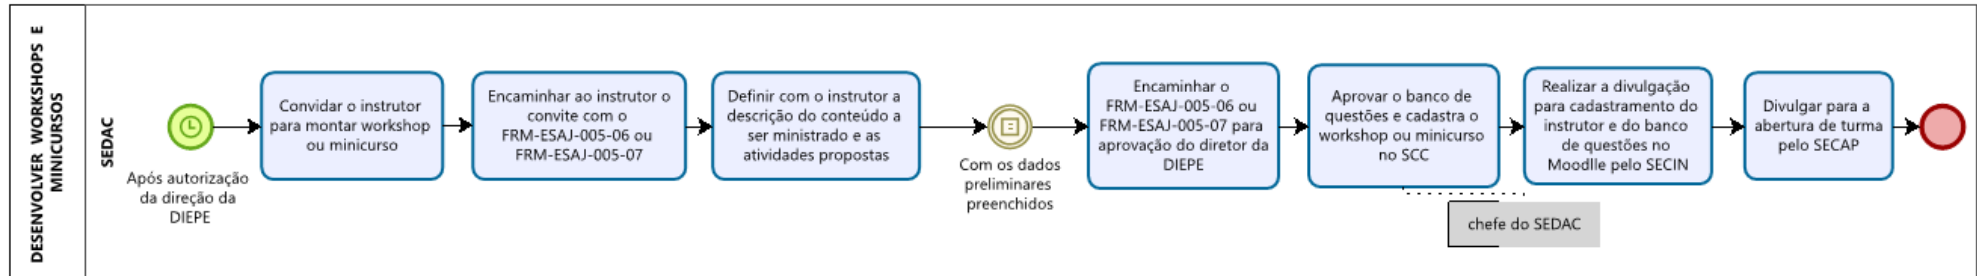 DESENVOLVER WORKSHOPS E
MINICURSOS
SEDAC
Após autorização
da direção da
DIEPE
Convidar o instrutor
para montar workshop
ou minicurso
Encaminhar ao instrutor o
convite com o
FRM-ESAJ-005-06 ou
FRM-ESAJ-005-07
Definir com o instrutor a
descrição do conteúdo a
ser ministrado e as
atividades propostas
Com os dados
preliminares
preenchidos
Encaminhar o
FRM-ESAJ-005-06 ou
FRM-ESAJ-005-07 para
aprovação do diretor da
DIEPE
Aprovar o banco de
questões e cadastra o
workshop ou minicurso
no SCC
chefe do SEDAC
Realizar a divulgação
para cadastramento do
instrutor e do banco
de questões no
Moodlle pelo SECIN
Divulgar para a
abertura de turma
pelo SECAP